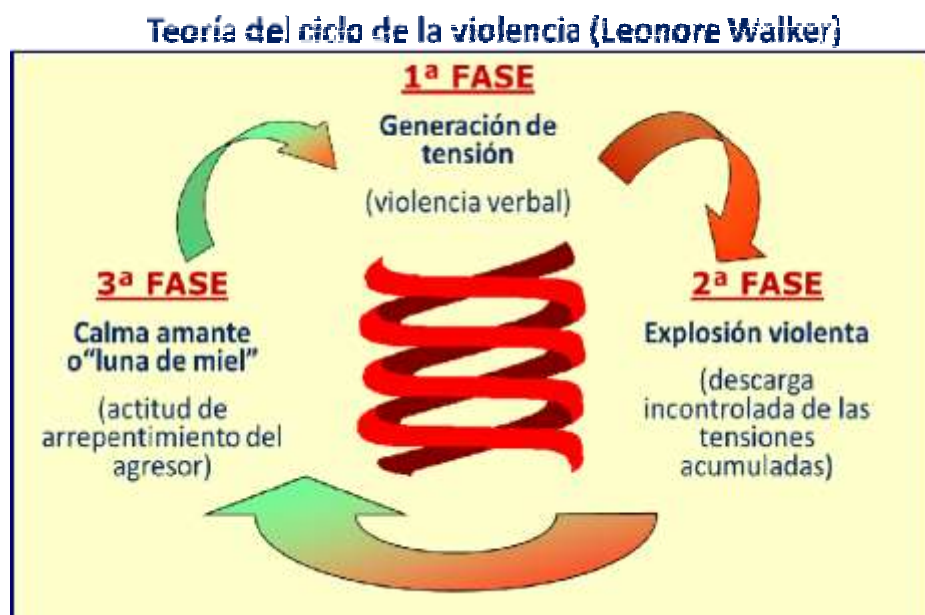 Teoría del ciclo de la violencia (Leonore Walker)
1ª FASE
Generación de
tensión
(violencia verbal)
3ª FASE
Calma amante
o“luna de miel”
(actitud de
arrepentimiento del
agresor)
2ª FASE
Explosión violenta
(descarga
incontrolada de las
tensiones
acumuladas)